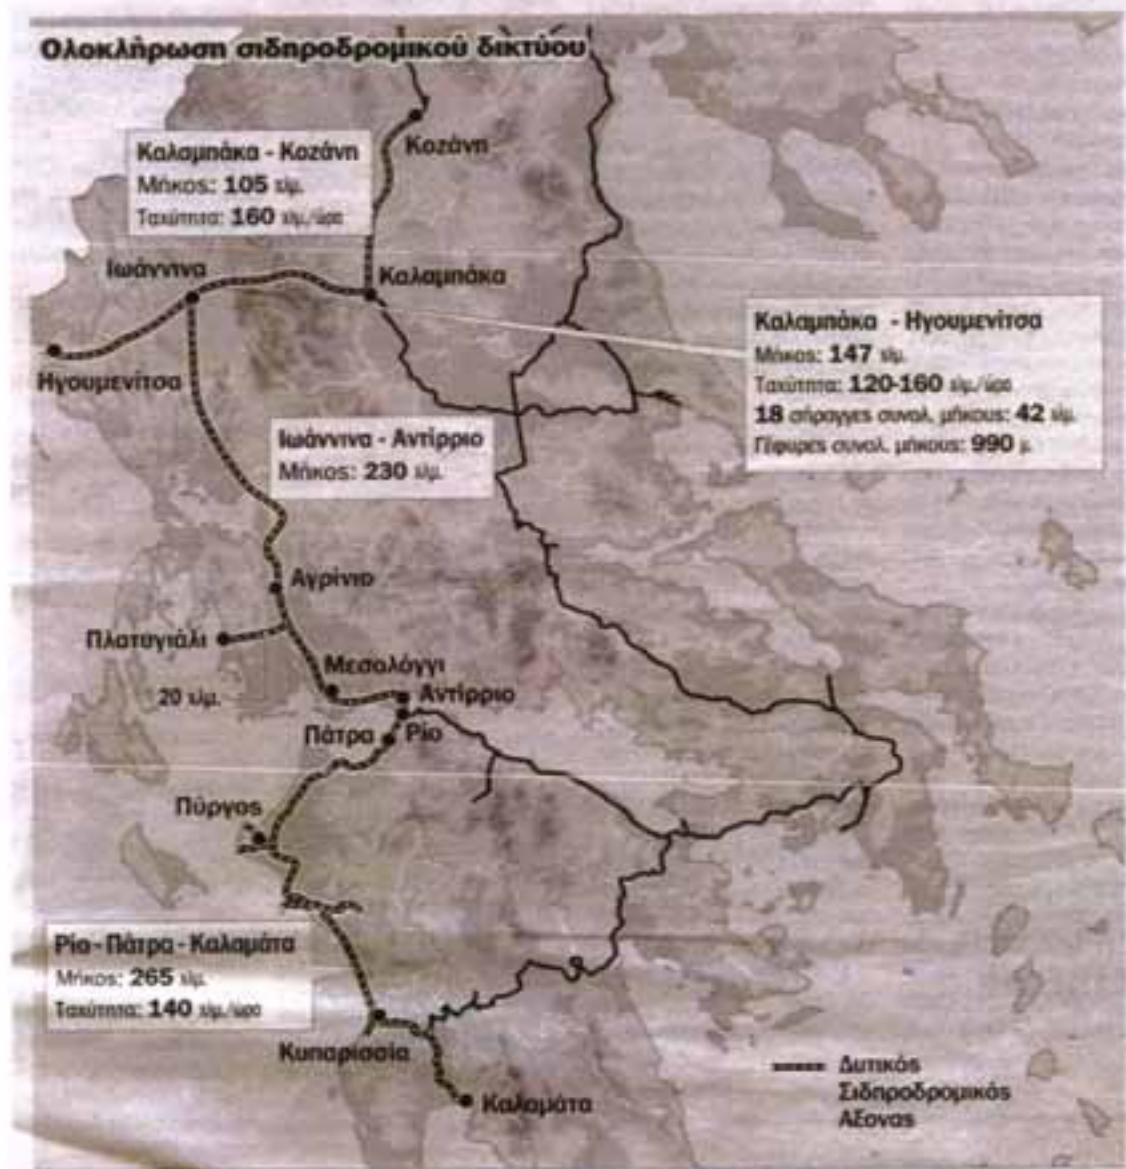 Ολοκλήρωση σιδηροδρομικού δικτύου
Κοζάνη
Καλαμπάκα - Κοζάνη
Μήκος: 105 χλμ.
Ταχύτητα: 160 χλμ./ώρα
Ιωάννινα
Καλαμπάκα
Ηγουμενίτσα
Καλαμπάκα - Ηγουμενίτσα
Μήκος: 147 χλμ.
Ταχύτητα: 120-160 χλμ./ώρα
18 σήραγγες συνολ. μήκους: 42 χλμ.
Γέφυρες συνολ. μήκους: 990 μ.
Ιωάννινα - Αντίρριο
Μήκος: 230 χλμ.
Αγρίνιο
Πλατυγιάλι
Μεσολόγγι
20 χλμ.
Αντίρριο
Πάτρα
Ρίο
Πύργος
Ρίο - Πάτρα - Καλαμάτα
Μήκος: 265 χλμ.
Ταχύτητα: 140 χλμ./ώρα
Κυπαρισσία
Καλαμάτα
Δυτικός
Σιδηροδρομικός
Αξονας